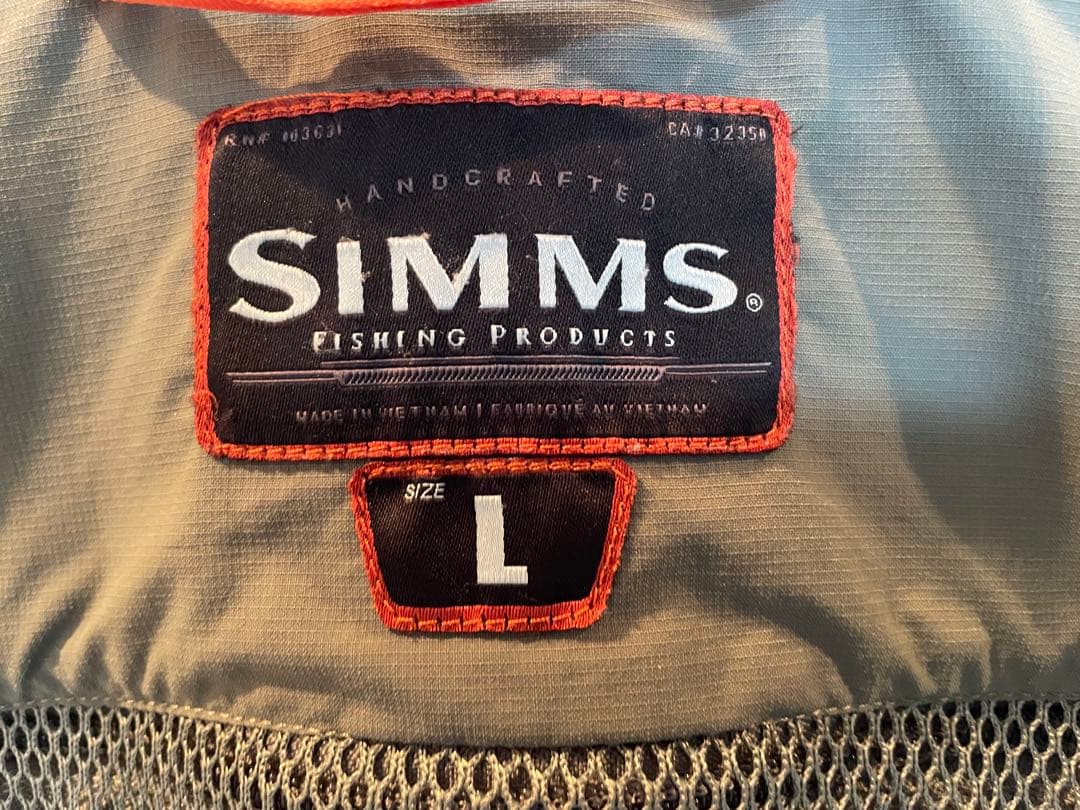 RN# 103631
CA# 32350
HANDCRAFTED
SIMMS®
FISHING PRODUCTS
MADE IN VIETNAM | FABRIQUÉ AU VIETNAM
SIZE
L